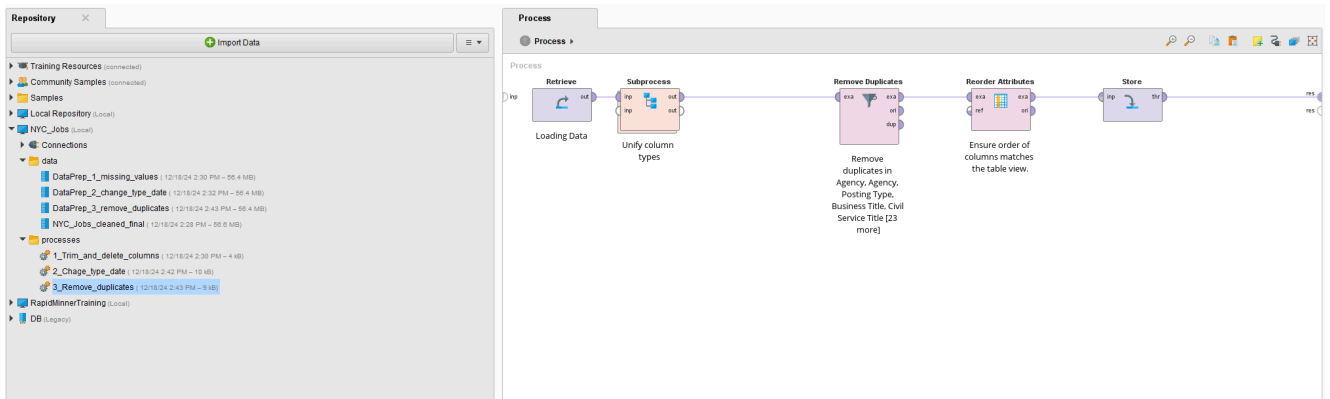 Repository
Import Data
Training Resources (connected)
Community Samples (connected)
Samples
Local Repository (Local)
NYC_Jobs (Local)
Connections
data
DataPrep_1_missing_values ( 12/18/24 2:30 PM – 56.4 MB)
DataPrep_2_change_type_date ( 12/18/24 2:32 PM – 56.4 MB)
DataPrep_3_remove_duplicates ( 12/18/24 2:43 PM – 56.4 MB)
NYC_Jobs_cleaned_final ( 12/18/24 2:28 PM – 56.6 MB)
processes
1_Trim_and_delete_columns ( 12/18/24 2:30 PM – 4 kB)
2_Chage_type_date ( 12/18/24 2:42 PM – 10 kB)
3_Remove_duplicates ( 12/18/24 2:43 PM – 9 kB)
RapidMinnerTraining (Local)
DB (Legacy)
Process
Process
Process
inp
Retrieve
out
Loading Data
Subprocess
inp out
inp out
Unify column
types
Remove Duplicates
exa exa
ori
dup
Remove
duplicates in
Agency, Agency,
Posting Type,
Business Title, Civil
Service Title [23
more]
Reorder Attributes
exa exa
ref ori
Ensure order of
columns matches
the table view.
Store
inp thr
res
res